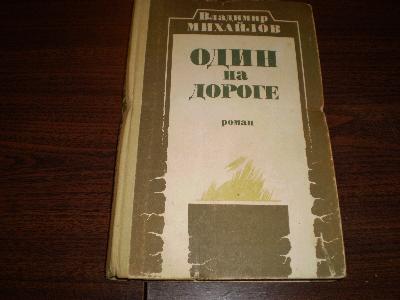 Владимир
МИХАЙЛОВ
ОДИН
на
ДОРОГЕ
роман